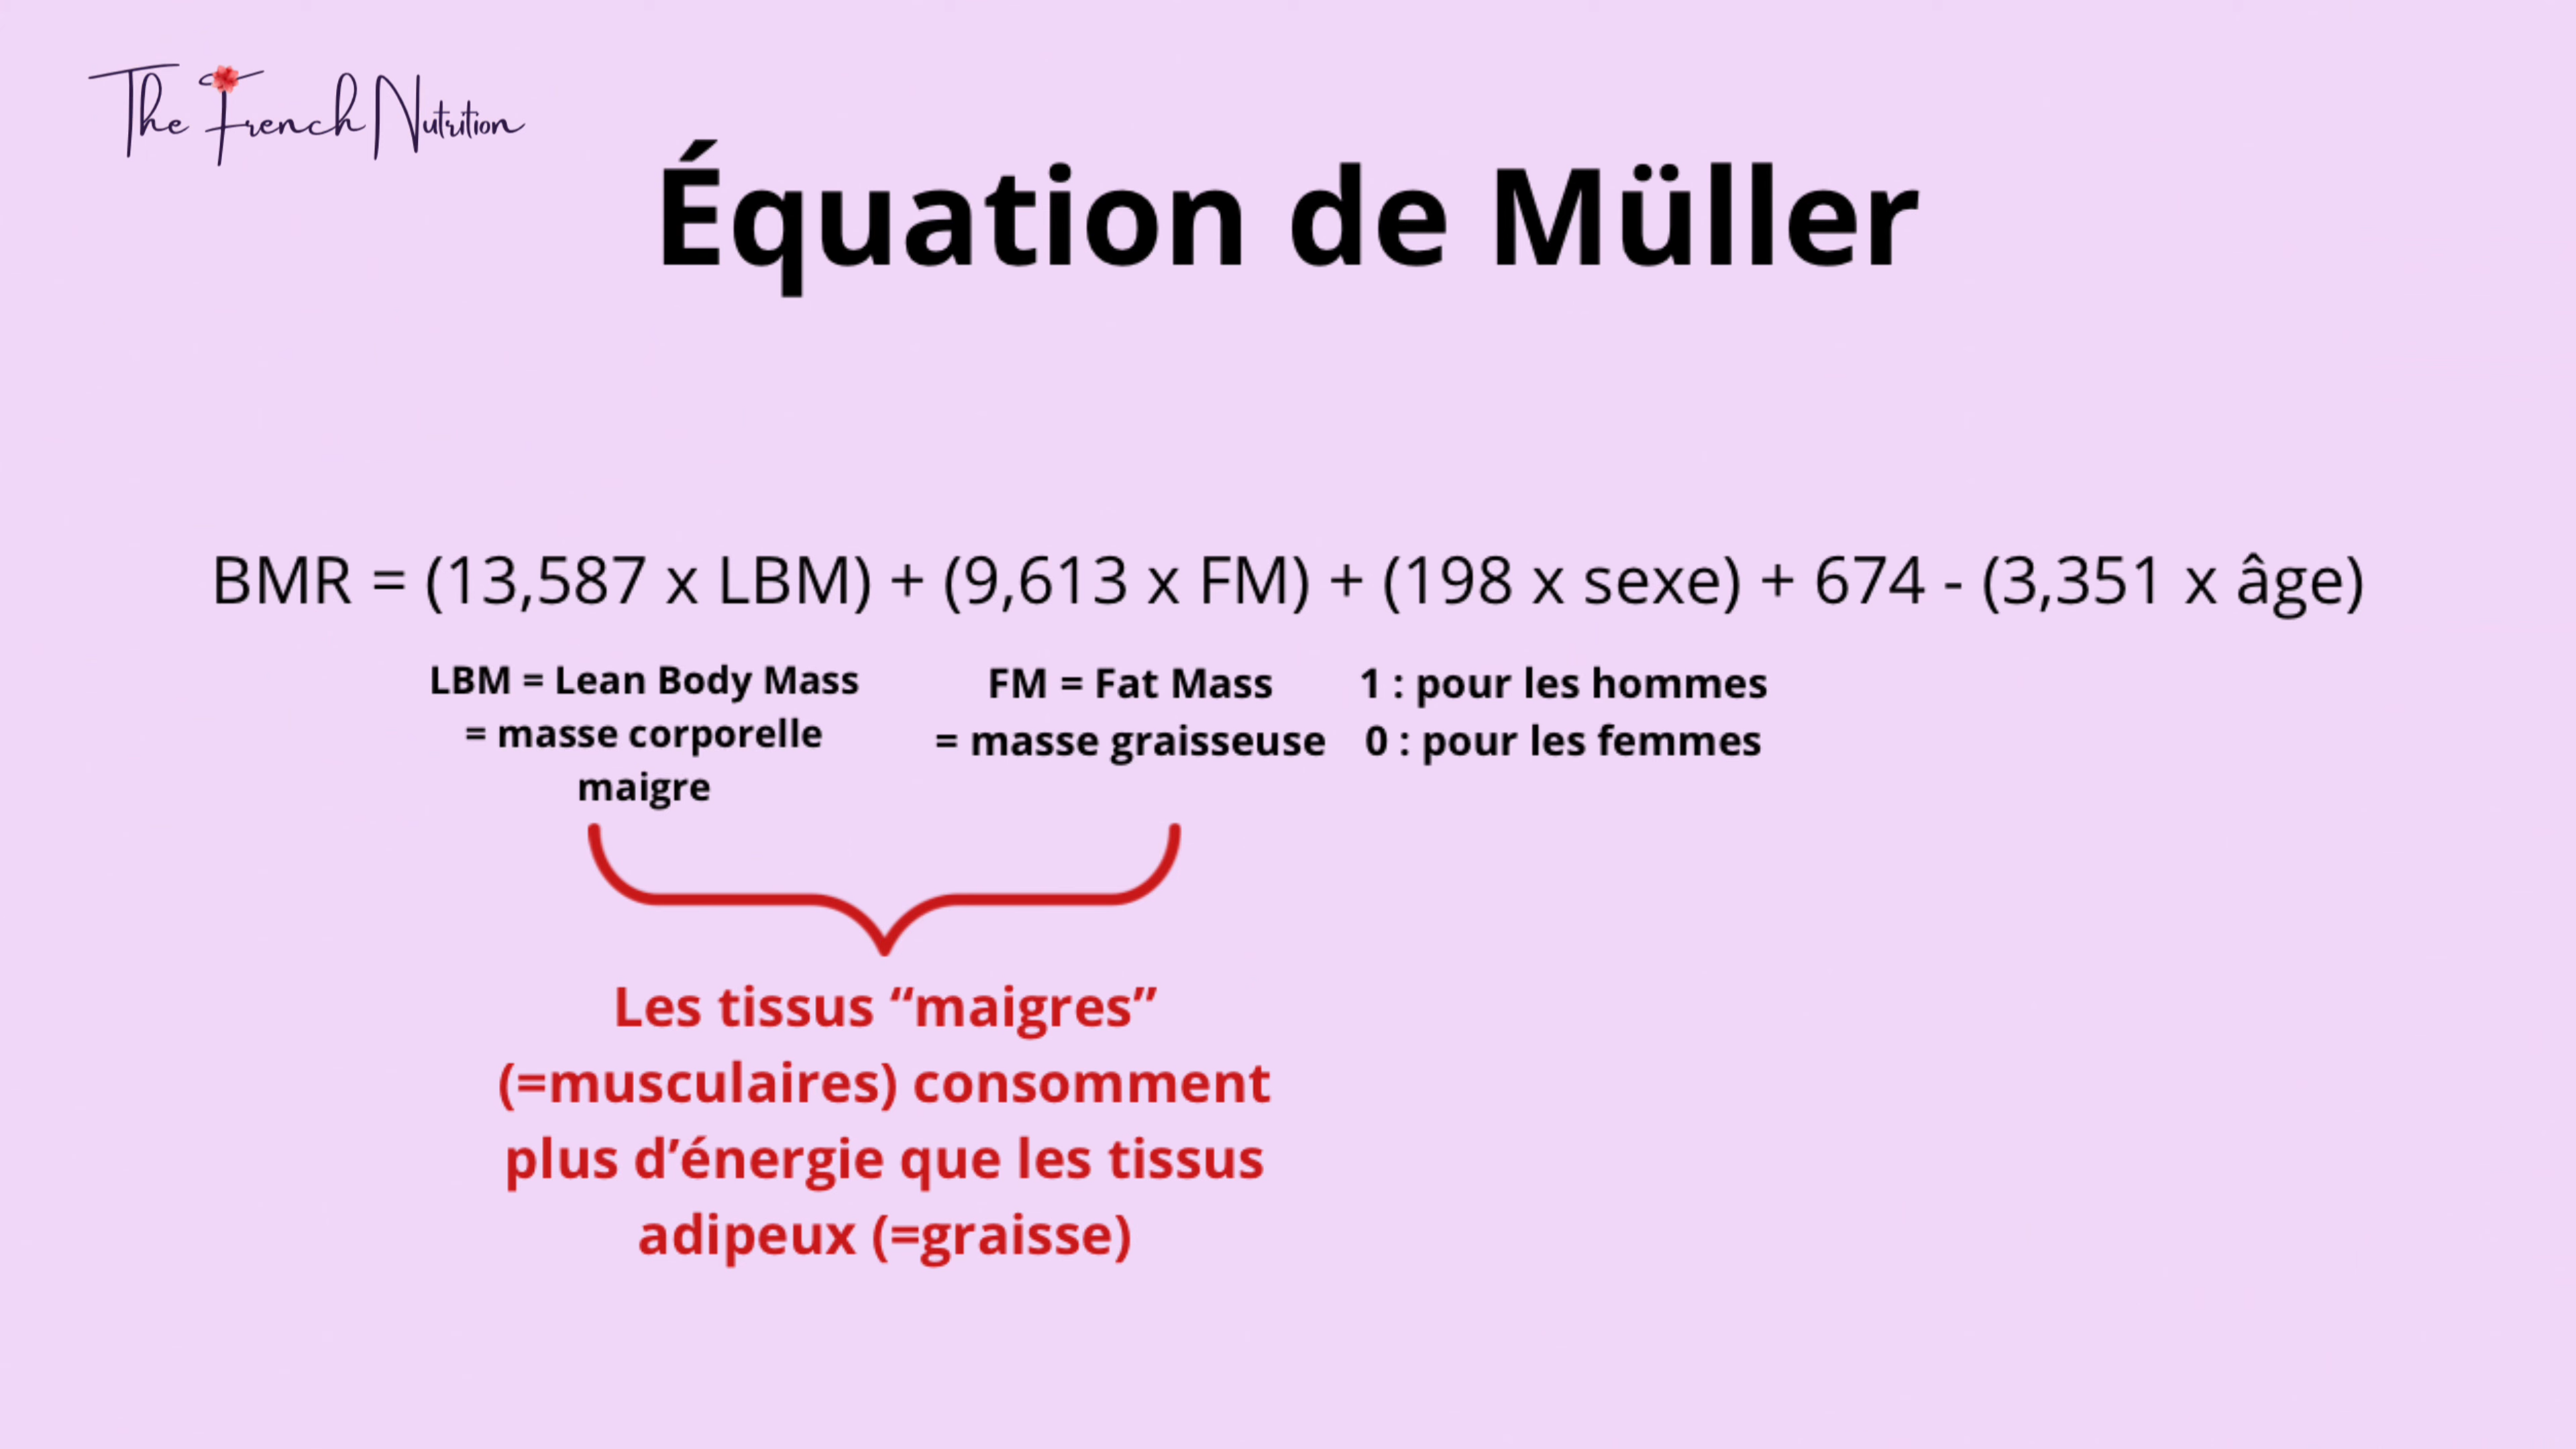 The French Nutrition
Équation de Müller
BMR = (13,587 x LBM) + (9,613 x FM) + (198 x sexe) + 674 - (3,351 x âge)
LBM = Lean Body Mass
= masse corporelle
maigre
FM = Fat Mass
= masse graisseuse
1 : pour les hommes
0 : pour les femmes
Les tissus “maigres”
(=musculaires) consomment
plus d’énergie que les tissus
adipeux (=graisse)